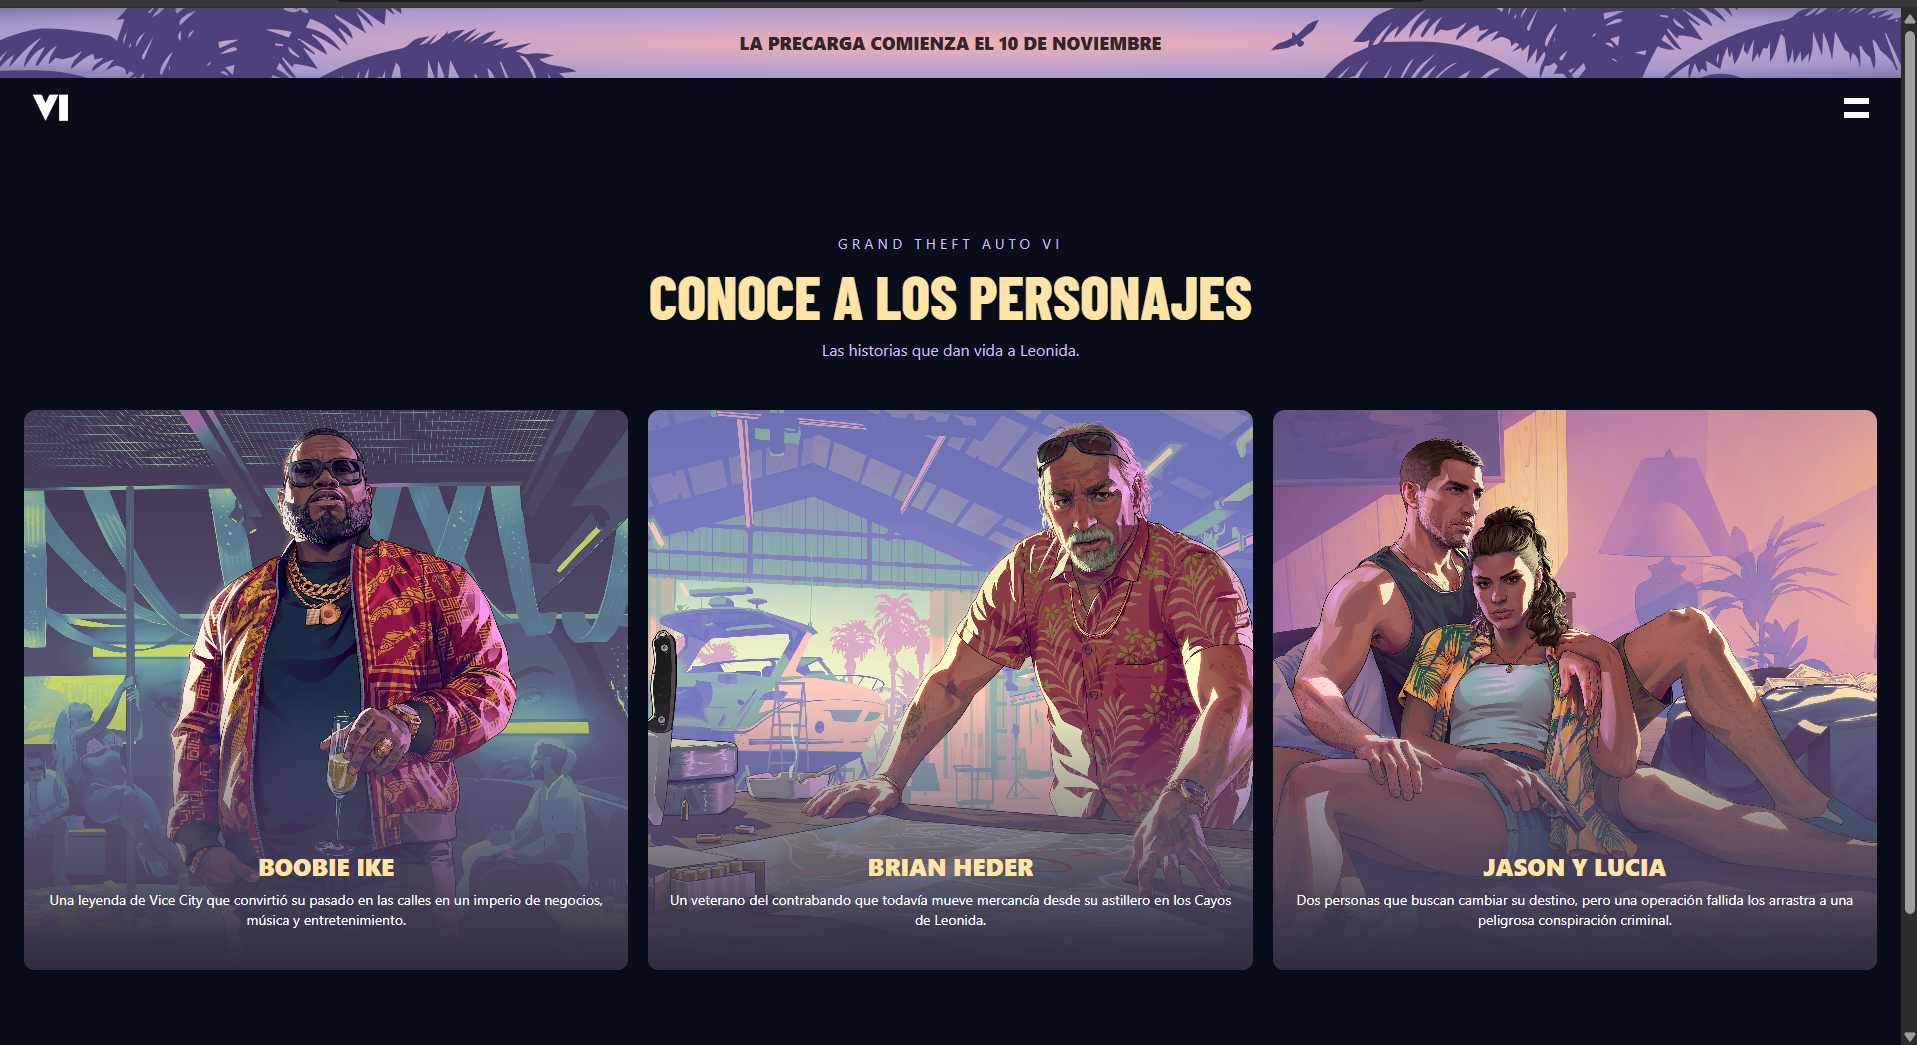 LA PRECARGA COMIENZA EL 10 DE NOVIEMBRE
VI
GRAND THEFT AUTO VI
CONOCE A LOS PERSONAJES
Las historias que dan vida a Leonida.
BOOBIE IKE
Una leyenda de Vice City que convirtió su pasado en las calles en un imperio de negocios,
música y entretenimiento.
BRIAN HEDER
Un veterano del contrabando que todavía mueve mercancía desde su astillero en los Cayos
de Leonida.
JASON Y LUCIA
Dos personas que buscan cambiar su destino, pero una operación fallida los arrastra a una
peligrosa conspiración criminal.